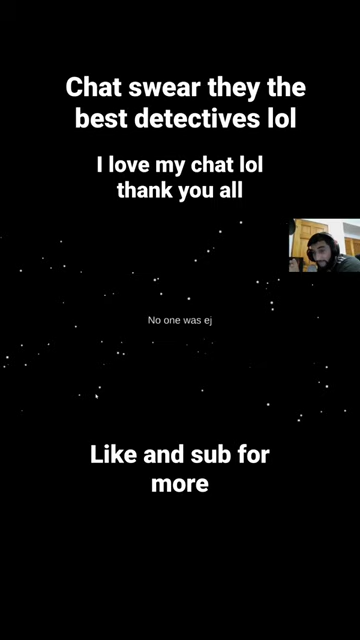 Chat swear they the
best detectives lol
I love my chat lol
thank you all
No one was ej
Like and sub for
more